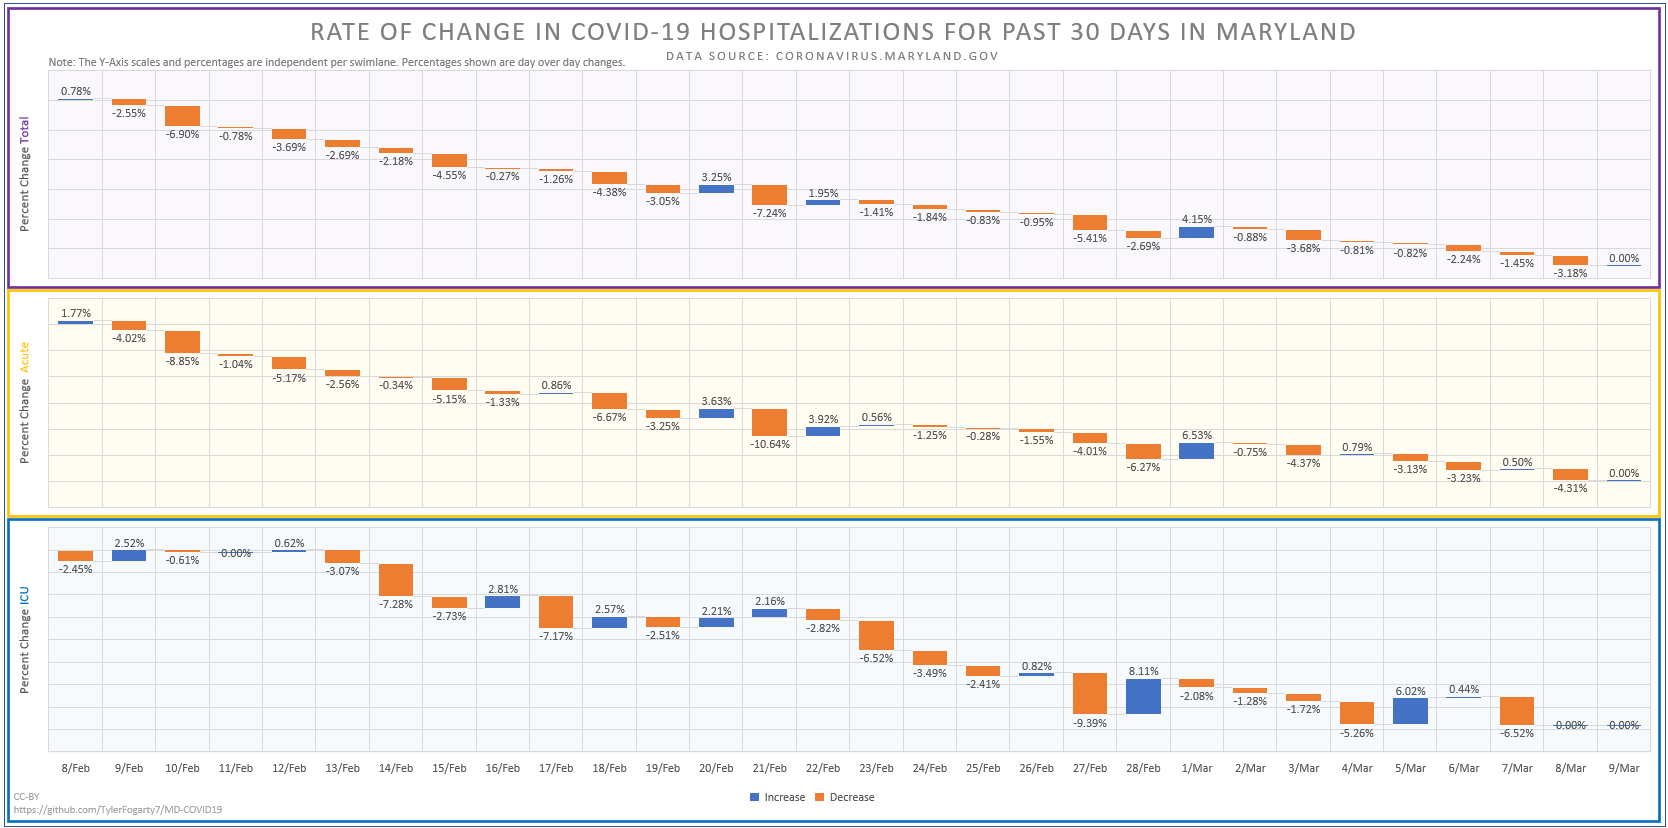 RATE OF CHANGE IN COVID-19 HOSPITALIZATIONS FOR PAST 30 DAYS IN MARYLAND
DATA SOURCE: CORONAVIRUS.MARYLAND.GOV
Note: The Y-Axis scales and percentages are independent per swimlane. Percentages shown are day over day changes.
Percent Change Total
0.78% -2.55% -6.90% -0.78% -3.69% -2.69% -2.18% -4.55% -0.27% -1.26% -4.38% -3.05% 3.25% -7.24% 1.95% -1.41% -1.84% -0.83% -0.95% -5.41% -2.69% 4.15% -0.88% -3.68% -0.81% -0.82% -2.24% -1.45% -3.18% 0.00%
Percent Change Acute
1.77% -4.02% -8.85% -1.04% -5.17% -2.56% -0.34% -5.15% -1.33% 0.86% -6.67% -3.25% 3.63% -10.64% 3.92% 0.56% -1.25% -0.28% -1.55% -4.01% -6.27% 6.53% -0.75% -4.37% 0.79% -3.13% -3.23% 0.50% -4.31% 0.00%
Percent Change ICU
-2.45% 2.52% -0.61% 0.00% 0.62% -3.07% -7.28% -2.73% 2.81% -7.17% 2.57% -2.51% 2.21% 2.16% -2.82% -6.52% -3.49% -2.41% 0.82% -9.39% 8.11% -2.08% -1.28% -1.72% -5.26% 6.02% 0.44% -6.52% 0.00% 0.00%
8/Feb 9/Feb 10/Feb 11/Feb 12/Feb 13/Feb 14/Feb 15/Feb 16/Feb 17/Feb 18/Feb 19/Feb 20/Feb 21/Feb 22/Feb 23/Feb 24/Feb 25/Feb 26/Feb 27/Feb 28/Feb 1/Mar 2/Mar 3/Mar 4/Mar 5/Mar 6/Mar 7/Mar 8/Mar 9/Mar
Increase Decrease
CC-BY
https://github.com/TylerFogarty7/MD-COVID19